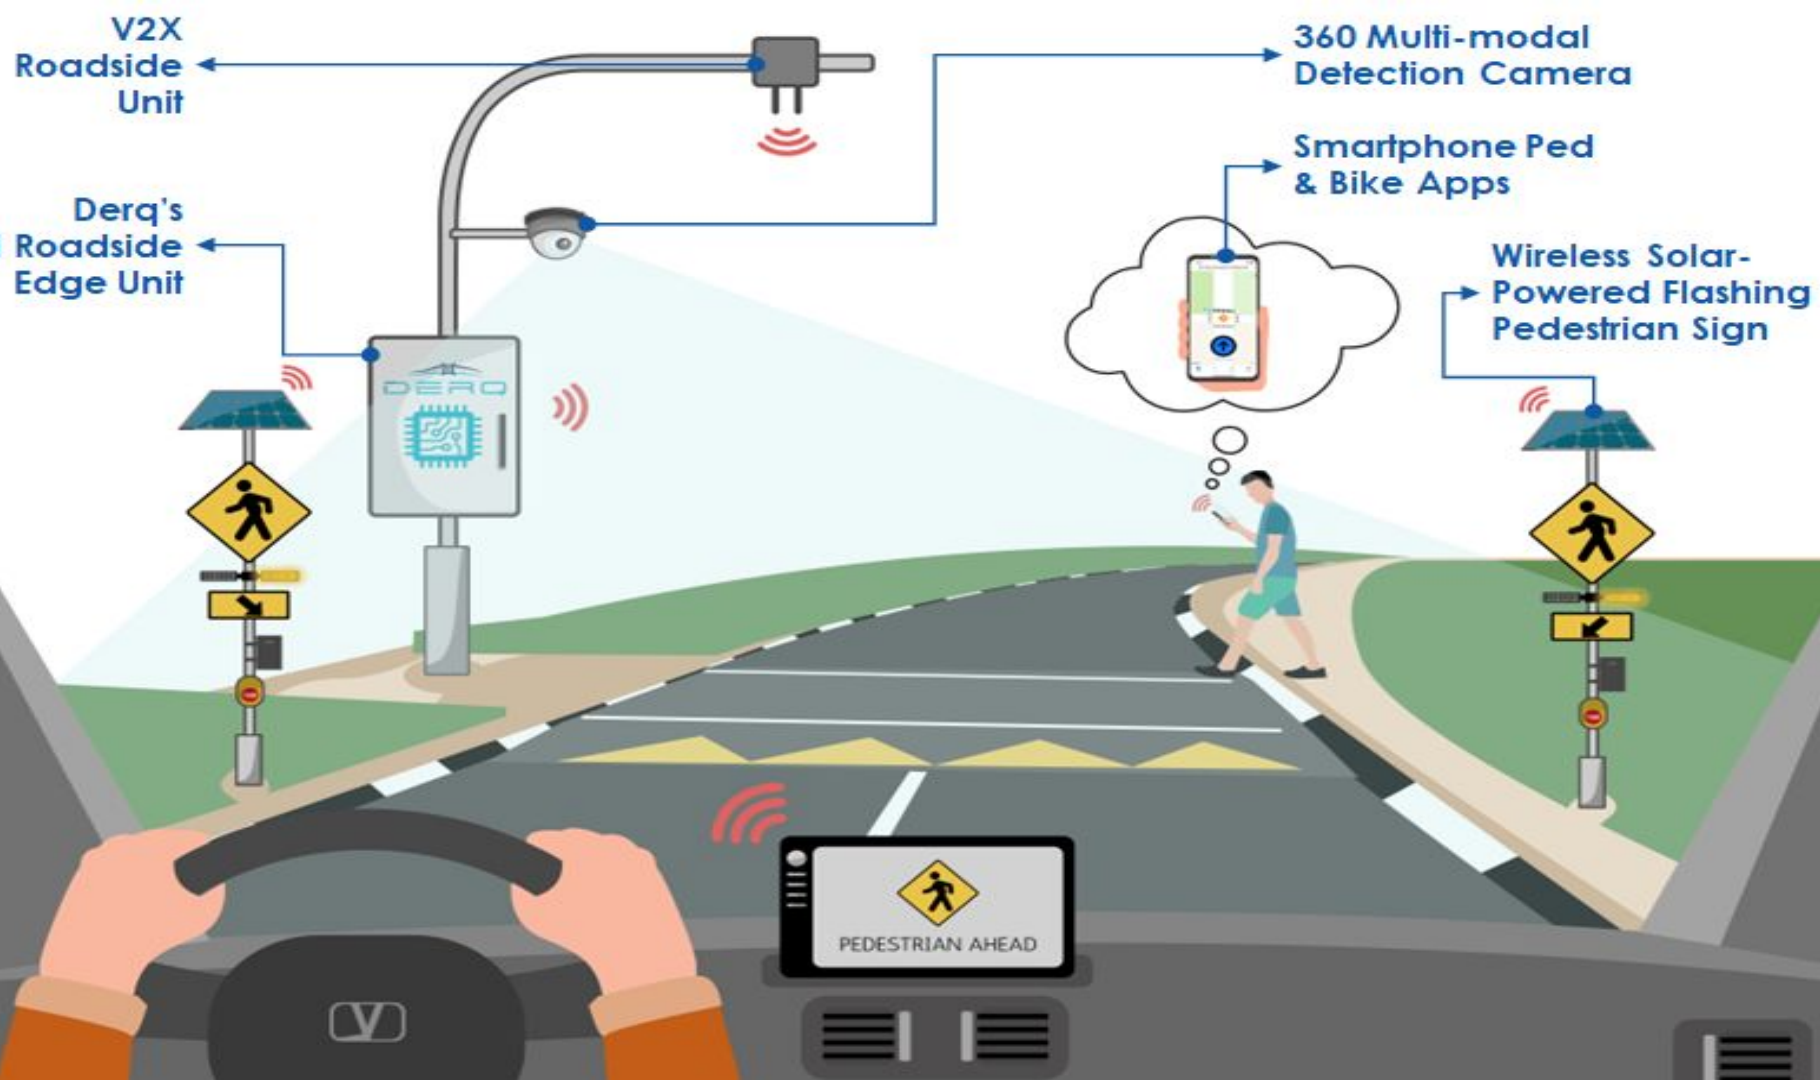 V2X
Roadside
Unit
360 Multi-modal
Detection Camera
Smartphone Ped
& Bike Apps
Derq's
Roadside
Edge Unit
Wireless Solar-
Powered Flashing
Pedestrian Sign
DERQ
PEDESTRIAN AHEAD
V